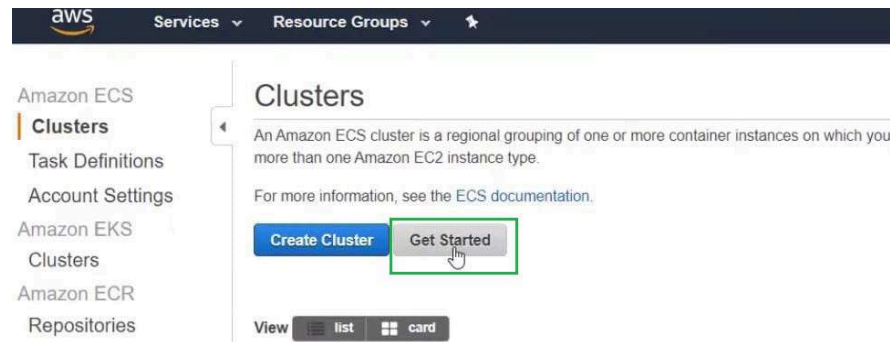 aws Services Resource Groups
Amazon ECS
Clusters
Task Definitions
Account Settings
Amazon EKS
Clusters
Amazon ECR
Repositories
Clusters
An Amazon ECS cluster is a regional grouping of one or more container instances on which you
more than one Amazon EC2 instance type.
For more information, see the ECS documentation.
Create Cluster Get Started
View list card